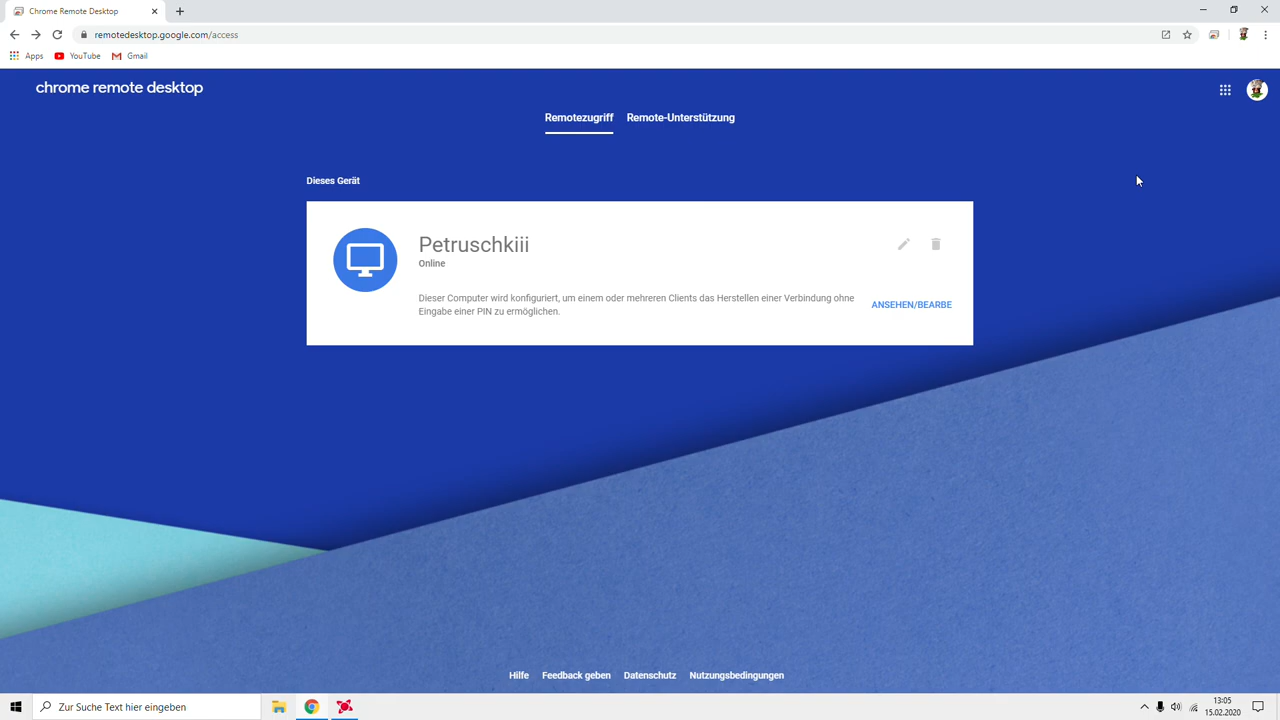 Chrome Remote Desktop
remotedesktop.google.com/access
Apps YouTube Gmail
chrome remote desktop
Remotezugriff Remote-Unterstützung
Dieses Gerät
Petruschkiii
Online
Dieser Computer wird konfiguriert, um einem oder mehreren Clients das Herstellen einer Verbindung ohne
Eingabe einer PIN zu ermöglichen.
ANSEHEN/BEARBE
Hilfe Feedback geben Datenschutz Nutzungsbedingungen
Zur Suche Text hier eingeben
13:05
15.02.2020